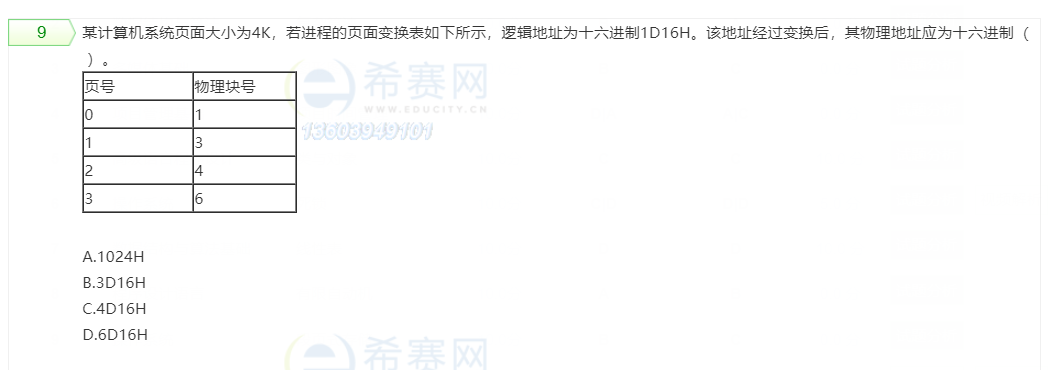 9
某计算机系统页面大小为4K，若进程的页面变换表如下所示，逻辑地址为十六进制1D16H。该地址经过变换后，其物理地址应为十六进制（
）。
页号 物理块号
0 1
1 3
2 4
3 6
希赛网
WWW.EDUCITY.CN
13603949101
A.1024H
B.3D16H
C.4D16H
D.6D16H
希赛网